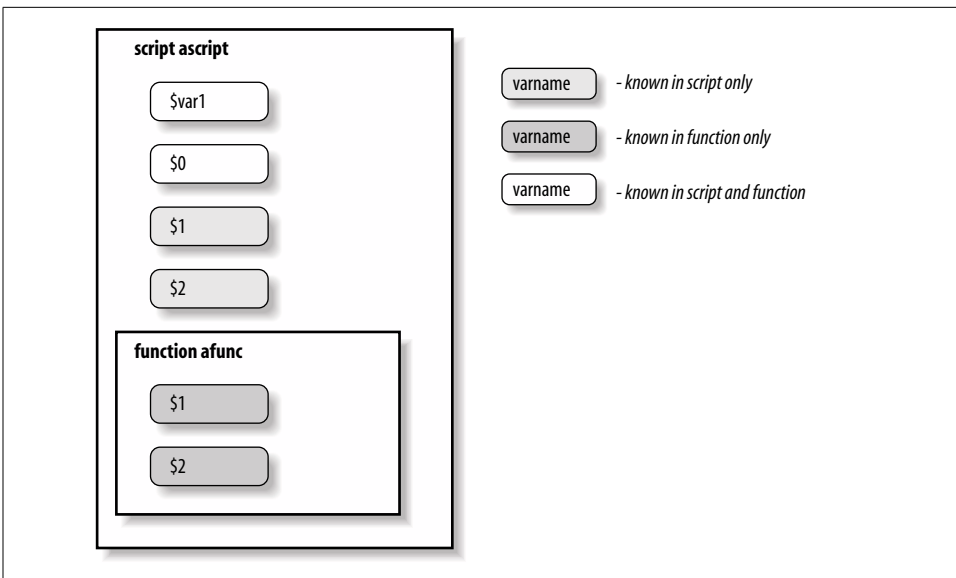 script ascript
$var1
$0
$1
$2
function afunc
$1
$2
varname - known in script only
varname - known in function only
varname - known in script and function